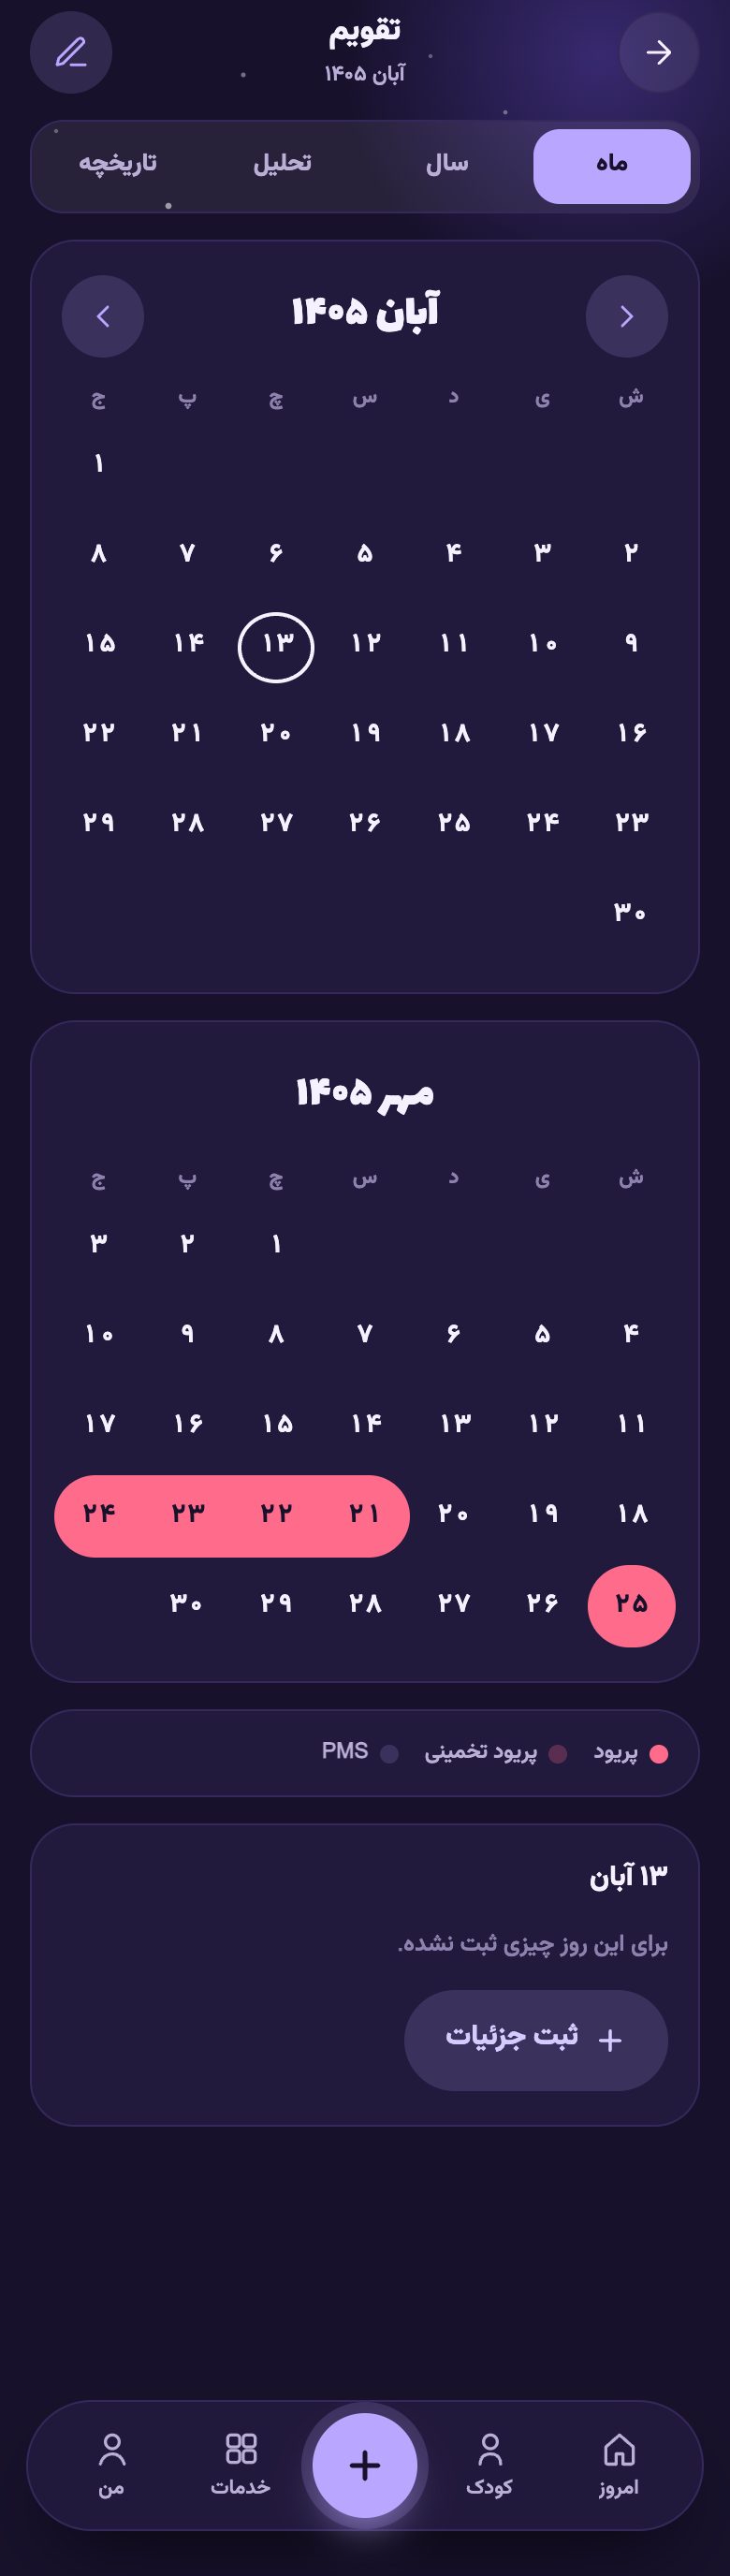 تقویم
آبان ۱۴۰۵
ماه سال تحلیل تاریخچه
آبان ۱۴۰۵
ش ی د س چ پ ج
۱
۲ ۳ ۴ ۵ ۶ ۷ ۸
۹ ۱۰ ۱۱ ۱۲ ۱۳ ۱۴ ۱۵
۱۶ ۱۷ ۱۸ ۱۹ ۲۰ ۲۱ ۲۲
۲۳ ۲۴ ۲۵ ۲۶ ۲۷ ۲۸ ۲۹
۳۰
مهر ۱۴۰۵
ش ی د س چ پ ج
۱ ۲ ۳
۴ ۵ ۶ ۷ ۸ ۹ ۱۰
۱۱ ۱۲ ۱۳ ۱۴ ۱۵ ۱۶ ۱۷
۱۸ ۱۹ ۲۰ ۲۱ ۲۲ ۲۳ ۲۴
۲۵ ۲۶ ۲۷ ۲۸ ۲۹ ۳۰
پریود پریود تخمینی PMS
۱۳ آبان
برای این روز چیزی ثبت نشده.
ثبت جزئیات
امروز کودک خدمات من